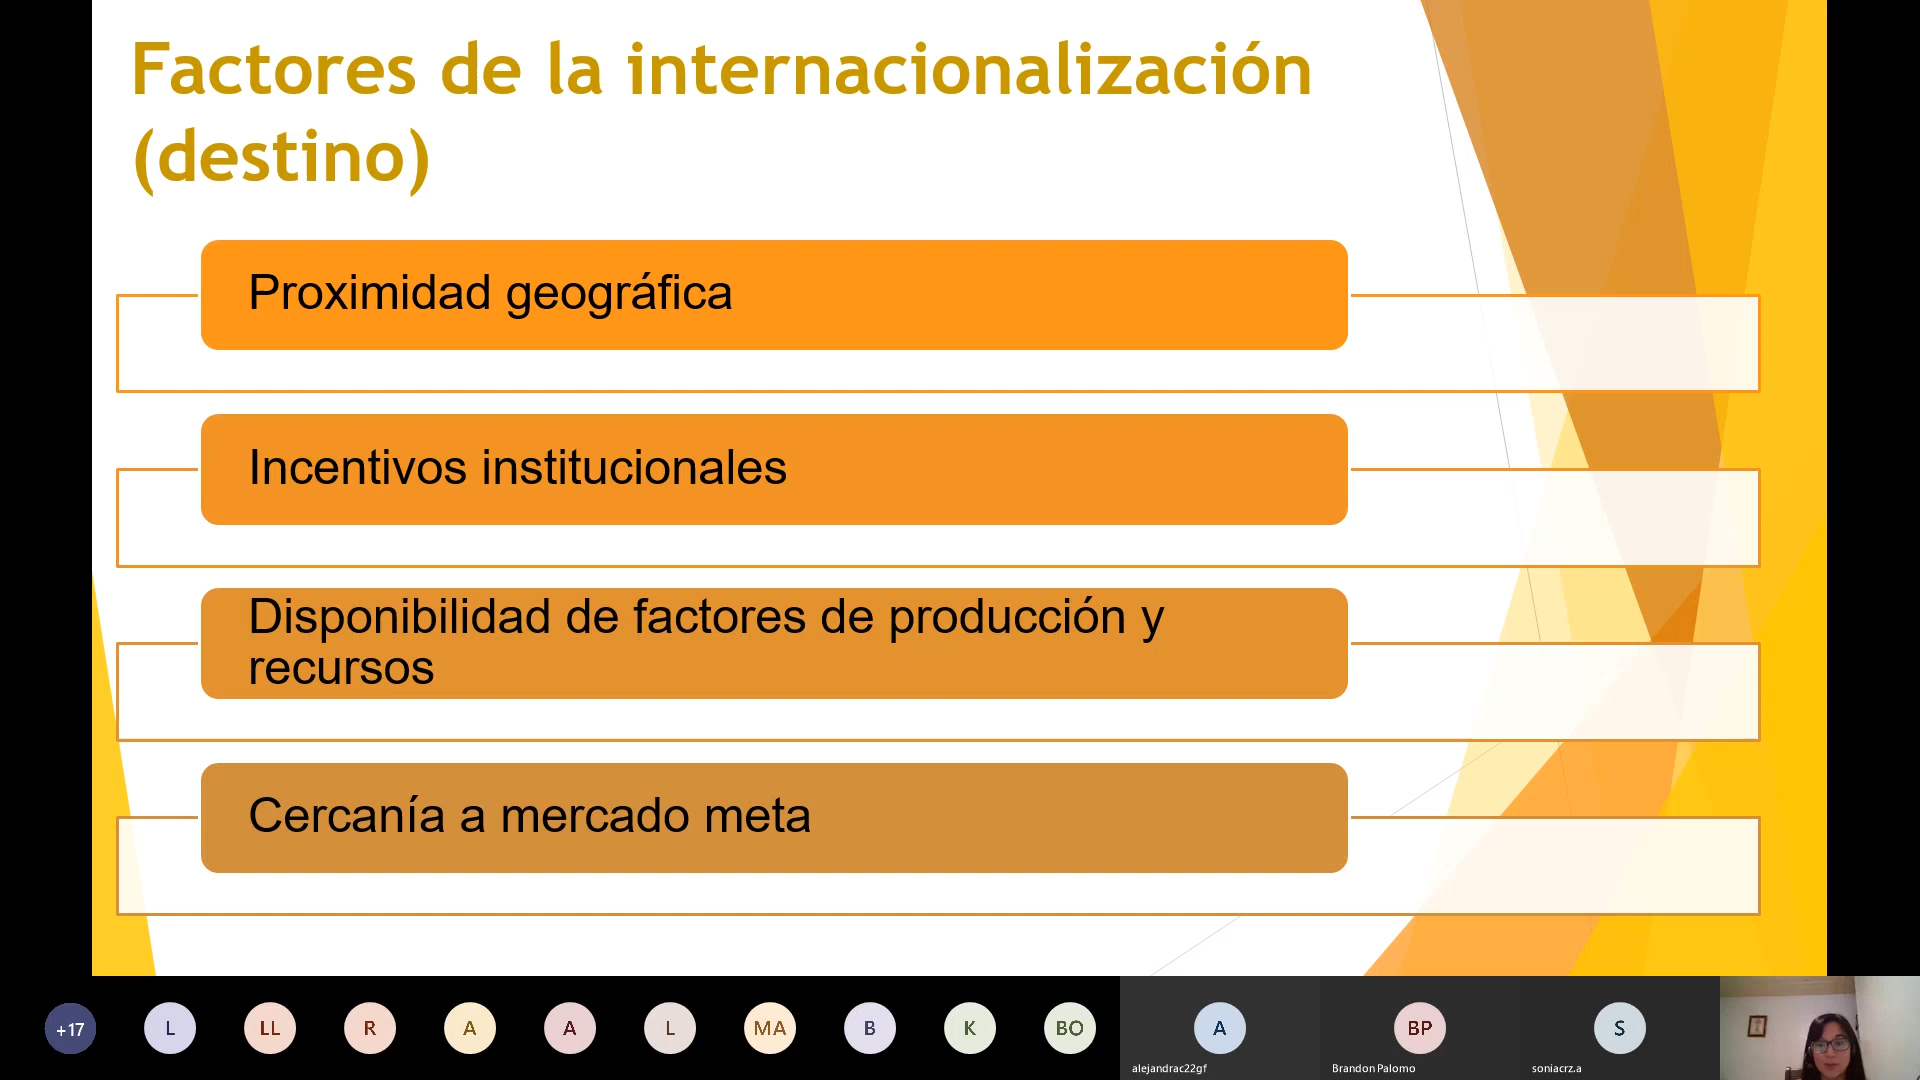 Factores de la internacionalización
(destino)
Proximidad geográfica
Incentivos institucionales
Disponibilidad de factores de producción y
recursos
Cercanía a mercado meta
+17
L
LL
R
A
A
L
MA
B
K
BO
A
alejandrac22gf
BP
Brandon Palomo
S
soniacrz.a